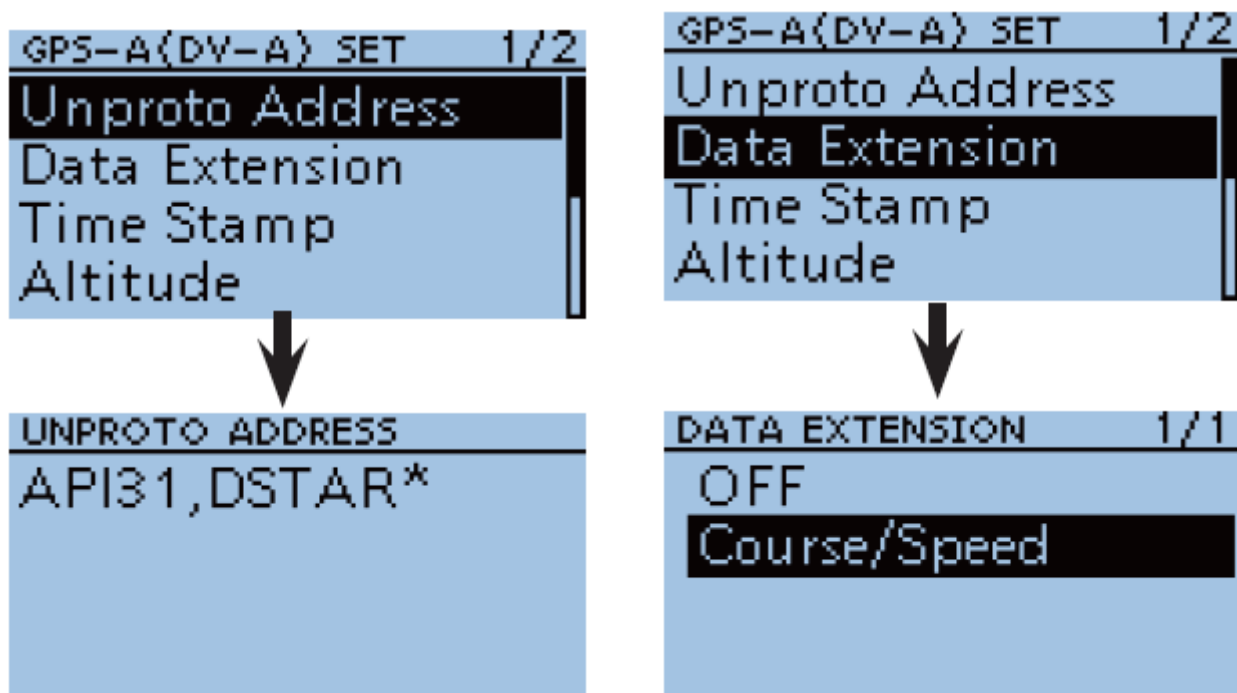 GPS-A(DV-A) SET 1/2
Unproto Address
Data Extension
Time Stamp
Altitude
UNPROTO ADDRESS
API31,DSTAR*
GPS-A(DV-A) SET 1/2
Unproto Address
Data Extension
Time Stamp
Altitude
DATA EXTENSION 1/1
OFF
Course/Speed